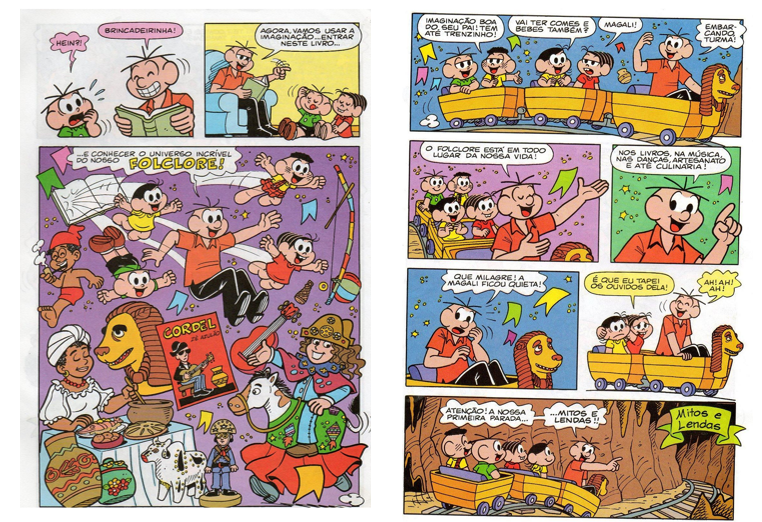 HEIN?!
BRINCADEIRINHA!
AGORA, VAMOS USAR A
IMAGINAÇÃO...ENTRAR
NESTE LIVRO...
...E CONHECER O UNIVERSO INCRÍVEL
DO NOSSO FOLCLORE!
CORDEL
ZÉ AZULÃO
IMAGINAÇÃO BOA
DO SEU PAI! TEM
ATÉ TRENZINHO!
VAI TER COMES E
BEBES TAMBÉM?
MAGALI!
EMBAR-
CANDO,
TURMA!
O FOLCLORE ESTÁ EM TODO
LUGAR DA NOSSA VIDA!
NOS LIVROS, NA MÚSICA,
NAS DANÇAS, ARTESANATO
E ATÉ CULINÁRIA!
QUE MILAGRE! A
MAGALI FICOU QUIETA!
É QUE EU TAPEI
OS OUVIDOS DELA!
AH! AH!
AH!
ATENÇÃO! A NOSSA
PRIMEIRA PARADA...
...MITOS E
LENDAS!!
Mitos e
Lendas